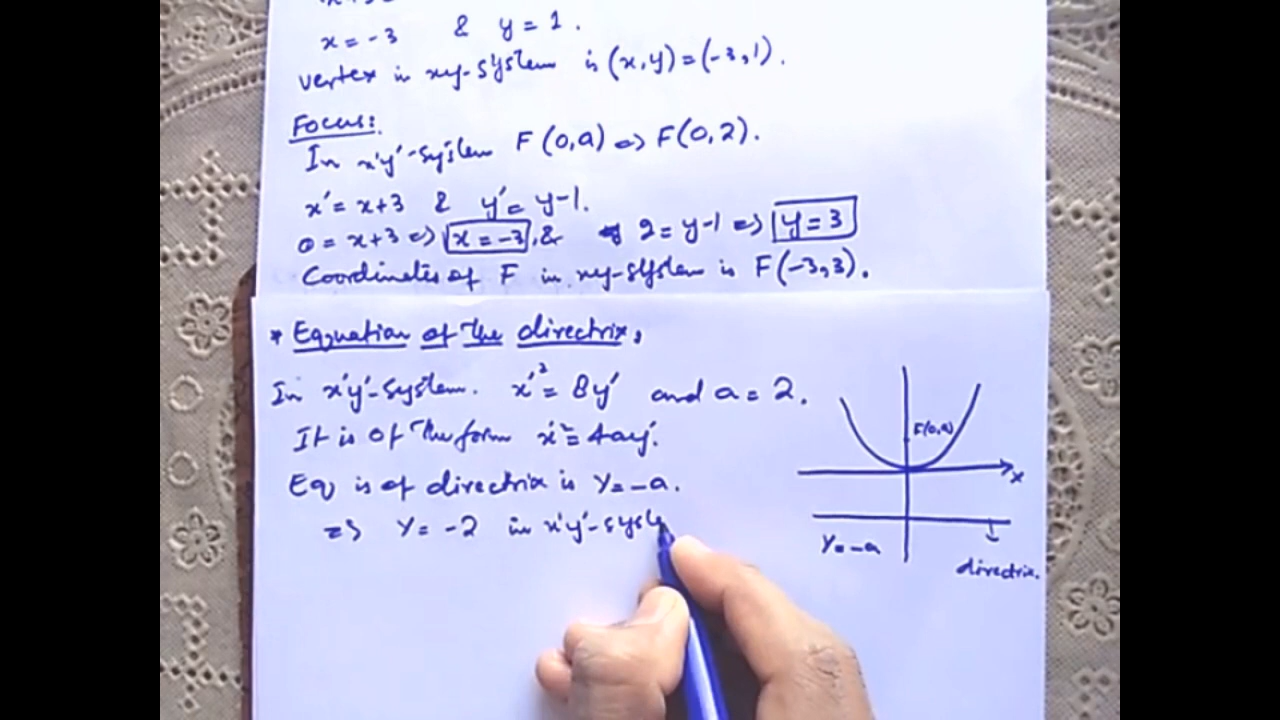 x = -3 & y = 1.
vertex in xy-system is (x, y) = (-3, 1).
Focus:
In x'y'-system F(0, a) => F(0, 2).
x' = x+3 & y' = y-1.
0 = x+3 => x = -3, & 2 = y-1 => y = 3
Coordinates of F in xy-system is F(-3, 3).
* Equation of the directrix,
In x'y'-system. x'² = 8y' and a = 2.
It is of the form x'² = 4ay'.
Eq is of directrix is Y = -a.
=> Y = -2 in x'y'-syste
F(0,a)
x
Y = -a
directrix.